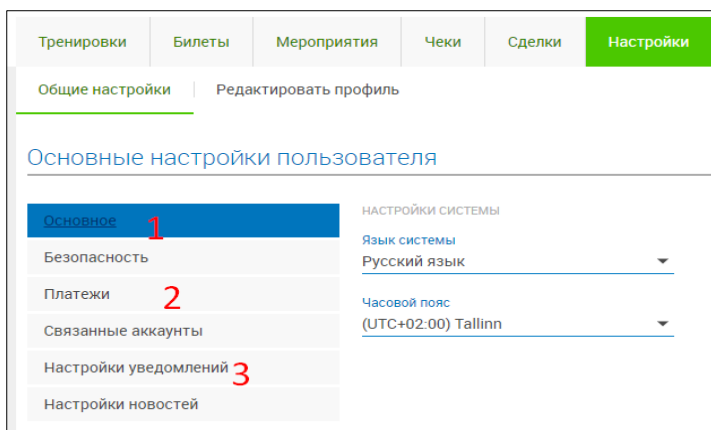 Тренировки Билеты Мероприятия Чеки Сделки Настройки
Общие настройки Редактировать профиль
Основные настройки пользователя
Основное 1
Безопасность
Платежи 2
Связанные аккаунты
Настройки уведомлений 3
Настройки новостей
НАСТРОЙКИ СИСТЕМЫ
Язык системы
Русский язык
Часовой пояс
(UTC+02:00) Tallinn